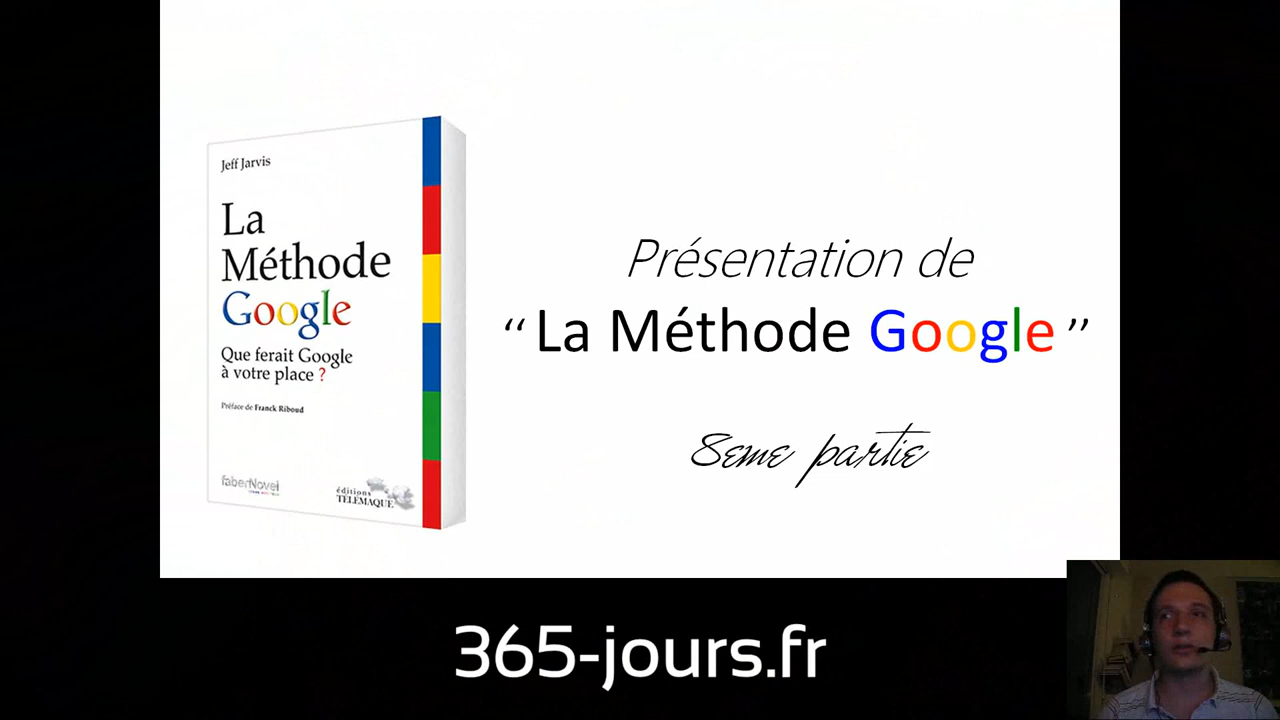 Jeff Jarvis
La
Méthode
Google
Que ferait Google
à votre place ?
Préface de Franck Riboud
faberNovel
éditions
TÉLÉMAQUE
Présentation de
“ La Méthode Google ”
8eme partie
365-jours.fr